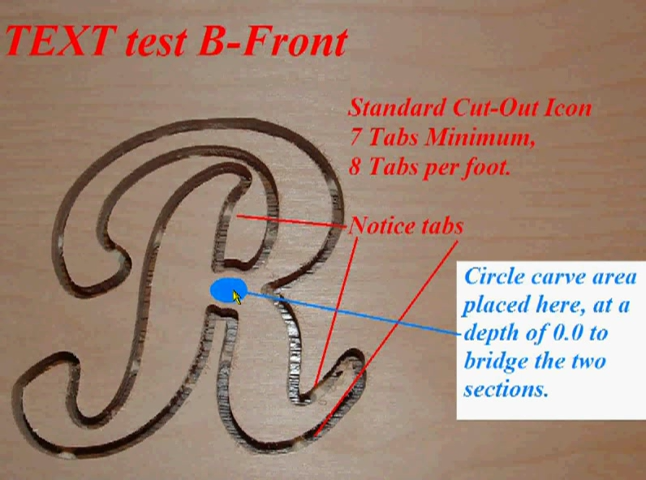 TEXT test B-Front
Standard Cut-Out Icon
7 Tabs Minimum,
8 Tabs per foot.
Notice tabs
Circle carve area
placed here, at a
depth of 0.0 to
bridge the two
sections.